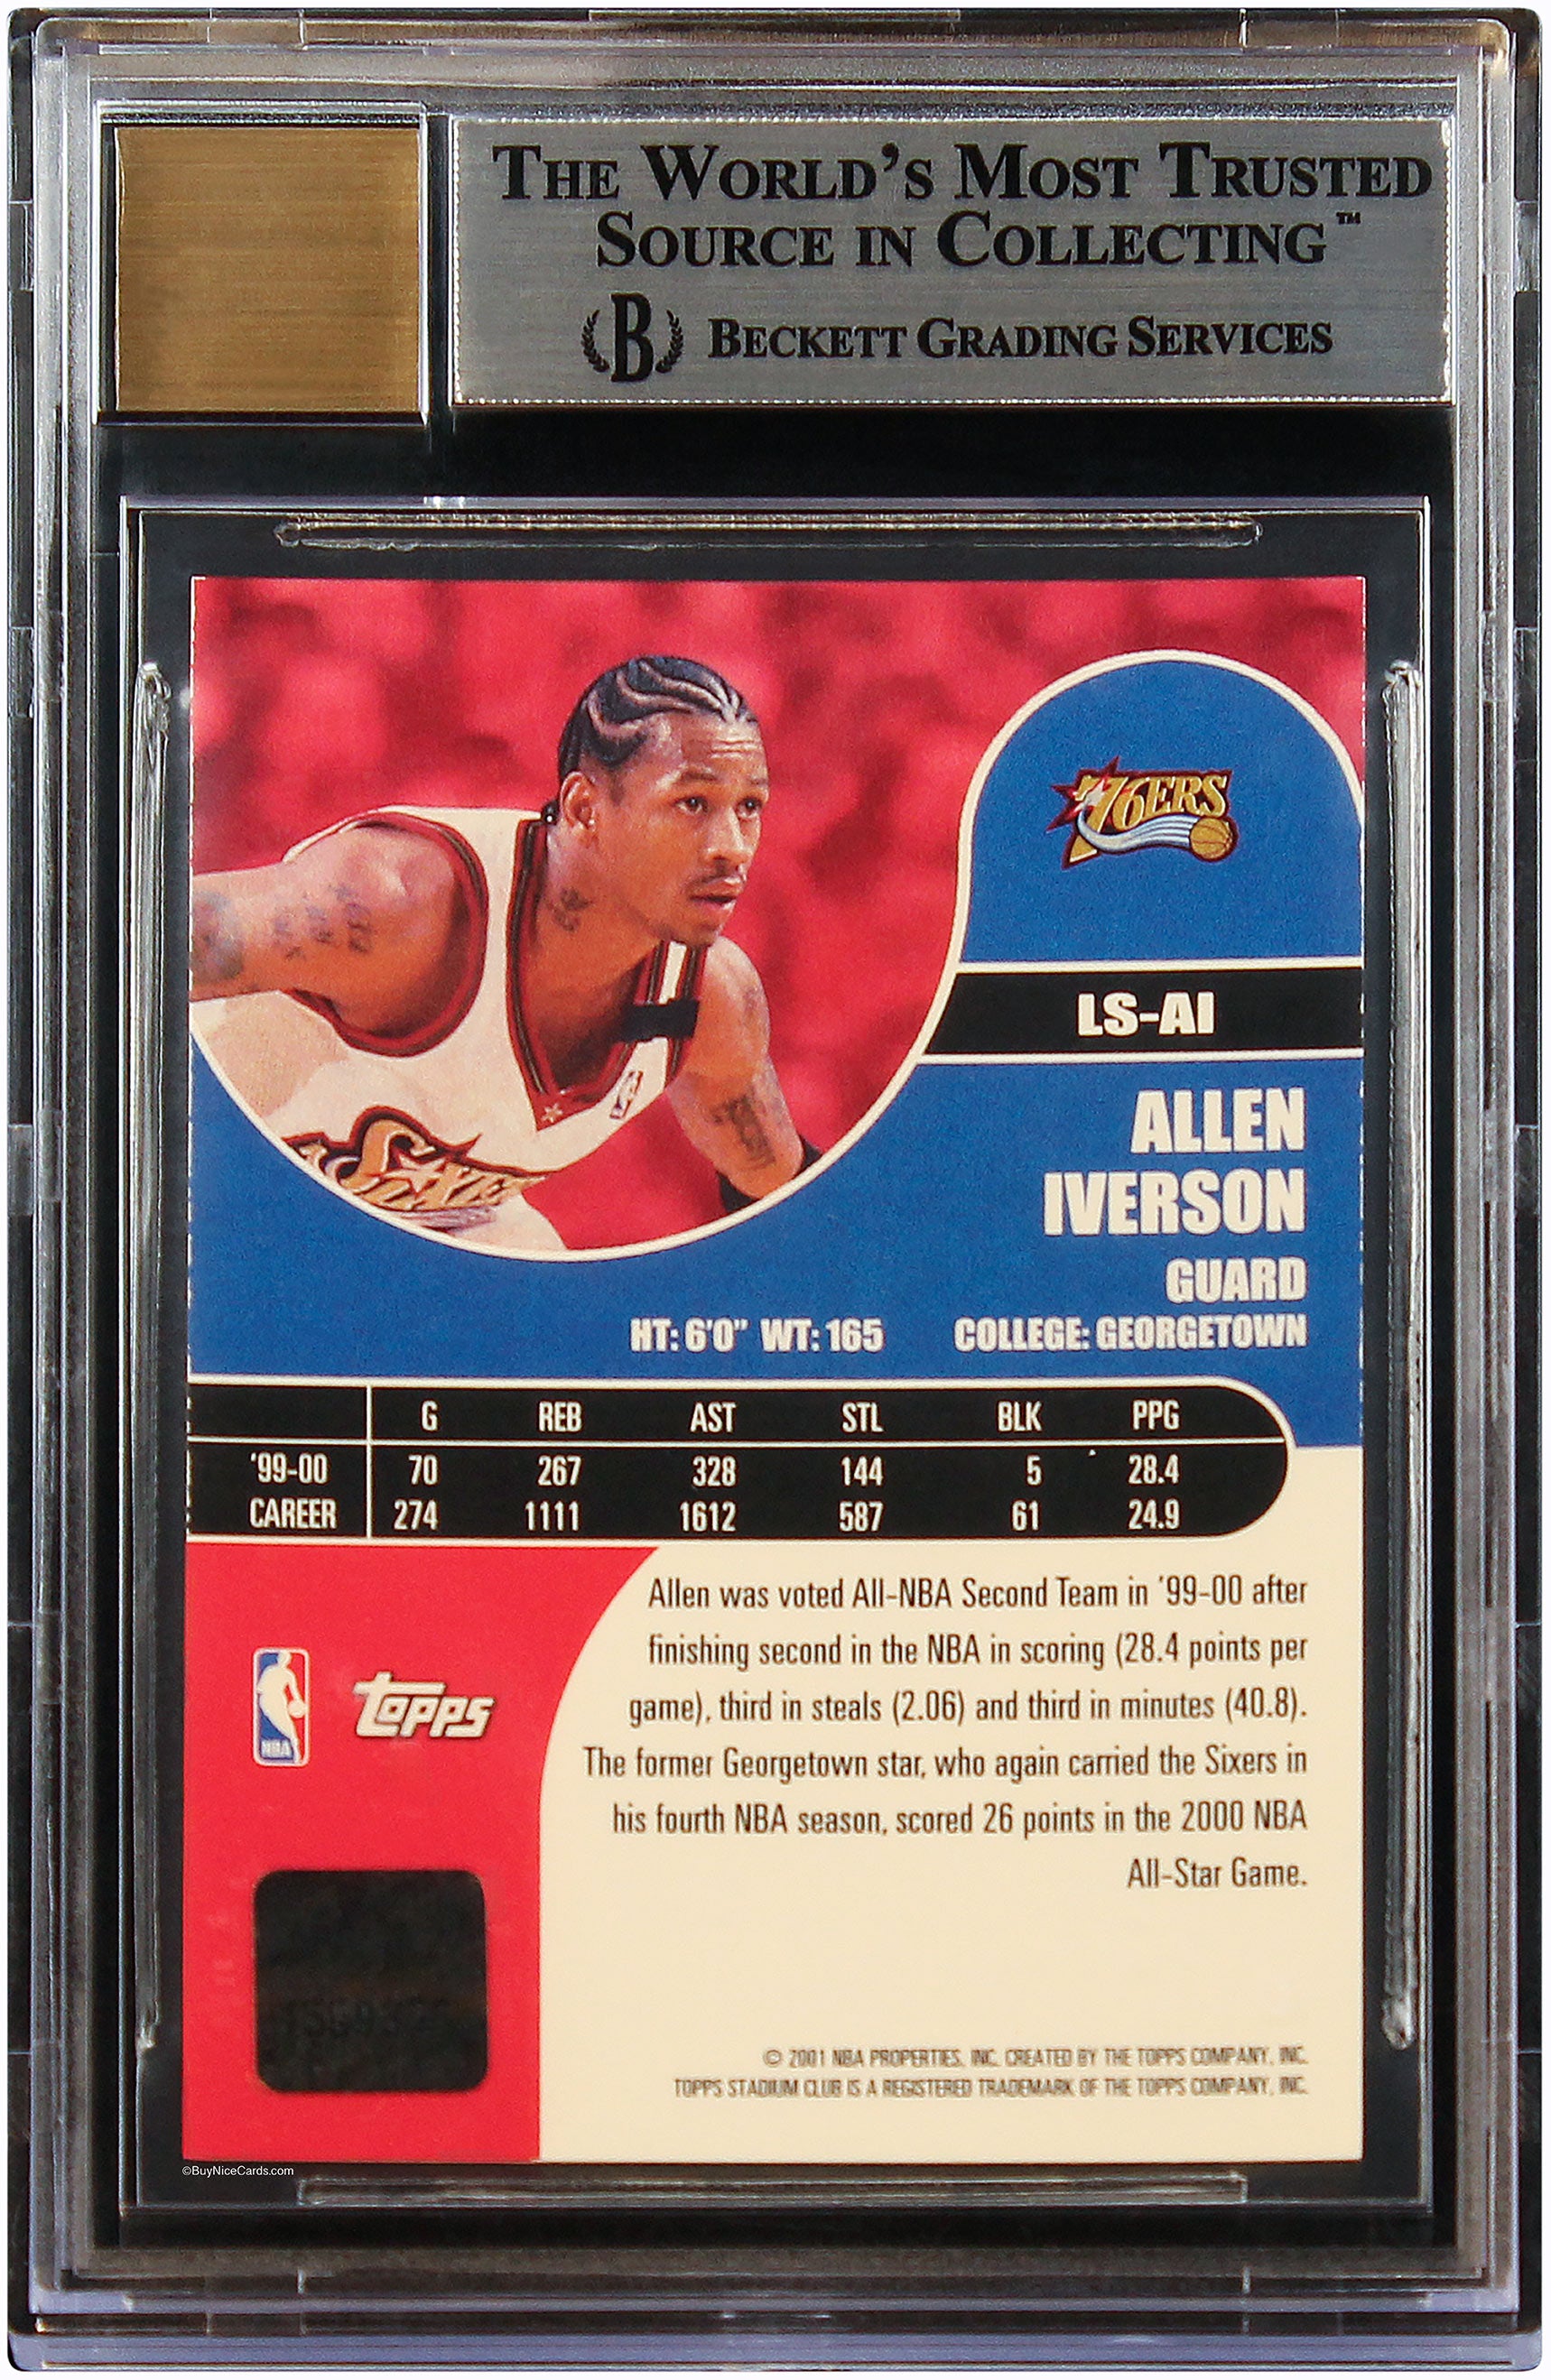 THE WORLD'S MOST TRUSTED
SOURCE IN COLLECTING™
B BECKETT GRADING SERVICES
76ERS
LS-AI
ALLEN
IVERSON
GUARD
HT: 6'0" WT: 165 COLLEGE: GEORGETOWN
G REB AST STL BLK PPG
'99-00 70 267 328 144 5 28.4
CAREER 274 1111 1612 587 61 24.9
Allen was voted All-NBA Second Team in '99-00 after
finishing second in the NBA in scoring (28.4 points per
game), third in steals (2.06) and third in minutes (40.8).
The former Georgetown star, who again carried the Sixers in
his fourth NBA season, scored 26 points in the 2000 NBA
All-Star Game.
NBA
TOPPS
© 2001 NBA PROPERTIES, INC. CREATED BY THE TOPPS COMPANY, INC.
TOPPS STADIUM CLUB IS A REGISTERED TRADEMARK OF THE TOPPS COMPANY, INC.
©BuyNiceCards.com